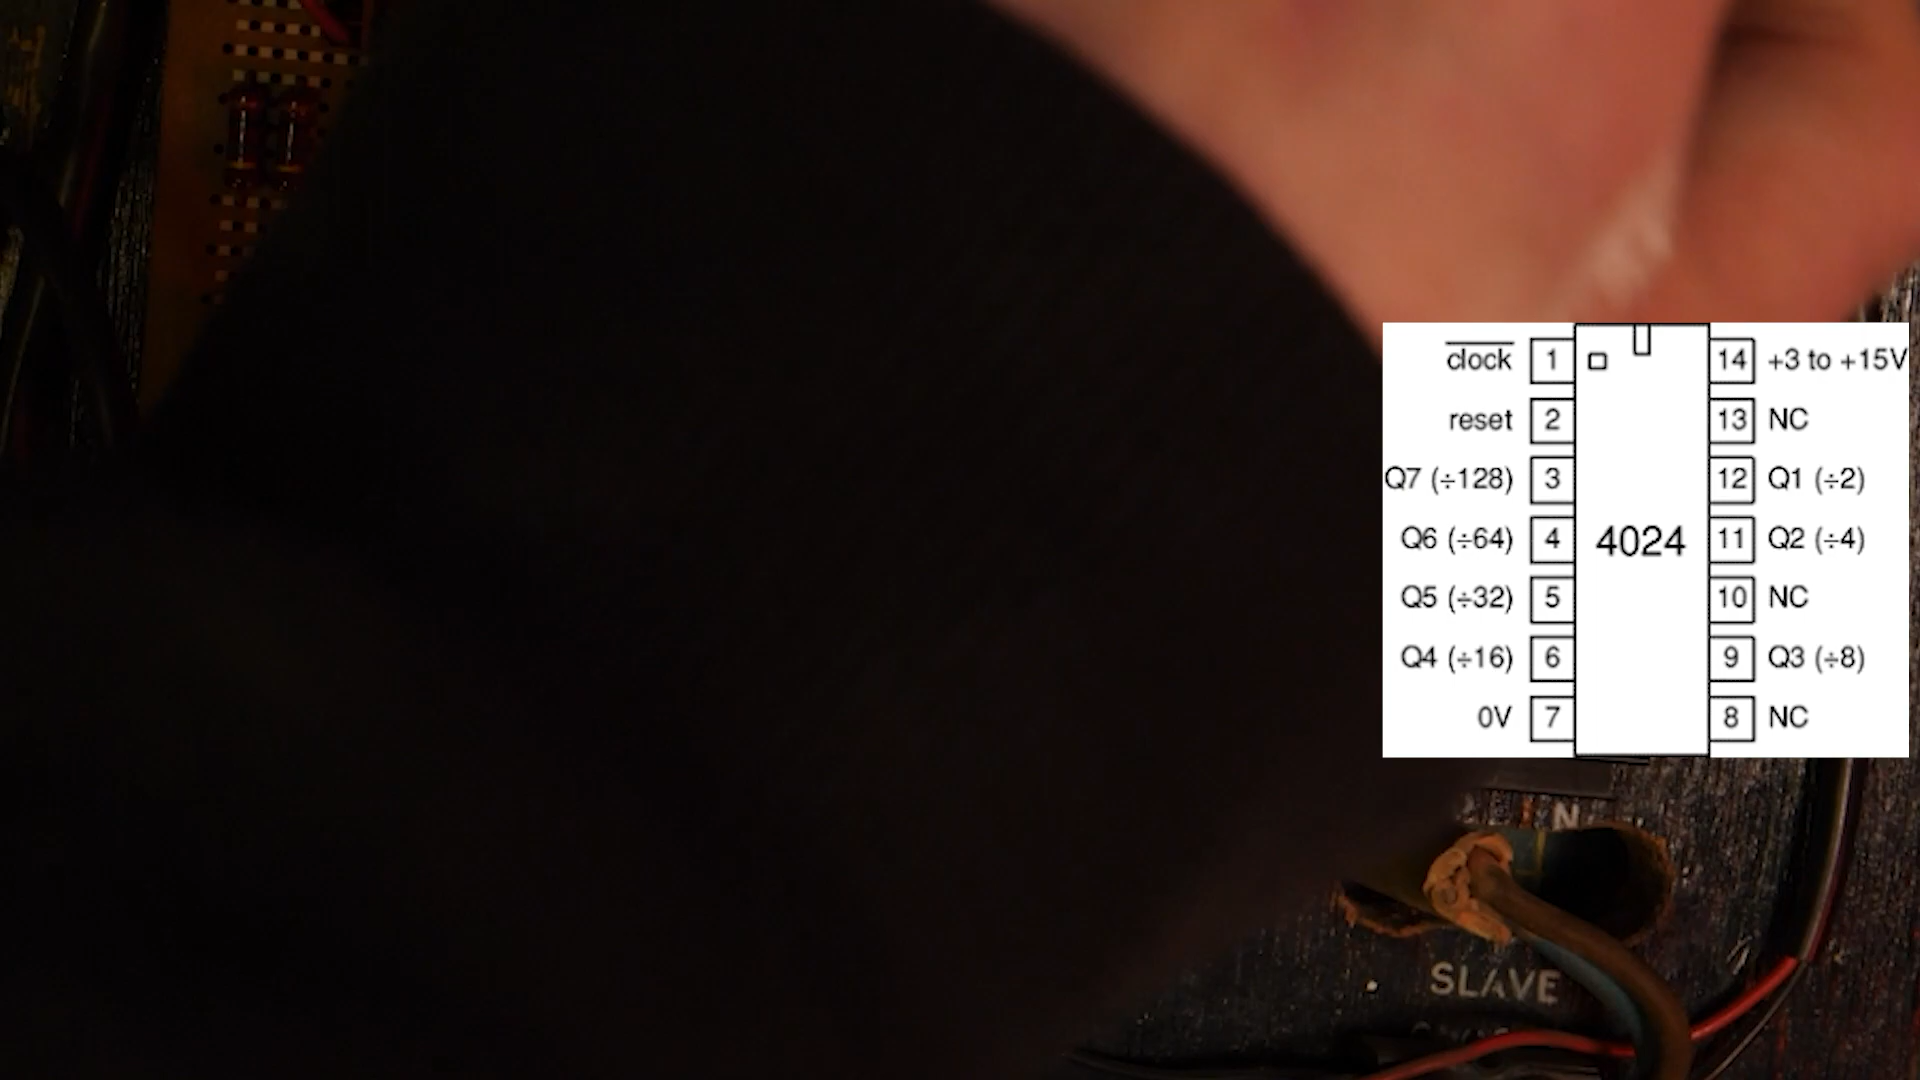 clock 1 14 +3 to +15V
reset 2 13 NC
Q7 (÷128) 3 12 Q1 (÷2)
Q6 (÷64) 4 4024 11 Q2 (÷4)
Q5 (÷32) 5 10 NC
Q4 (÷16) 6 9 Q3 (÷8)
0V 7 8 NC
SLAVE